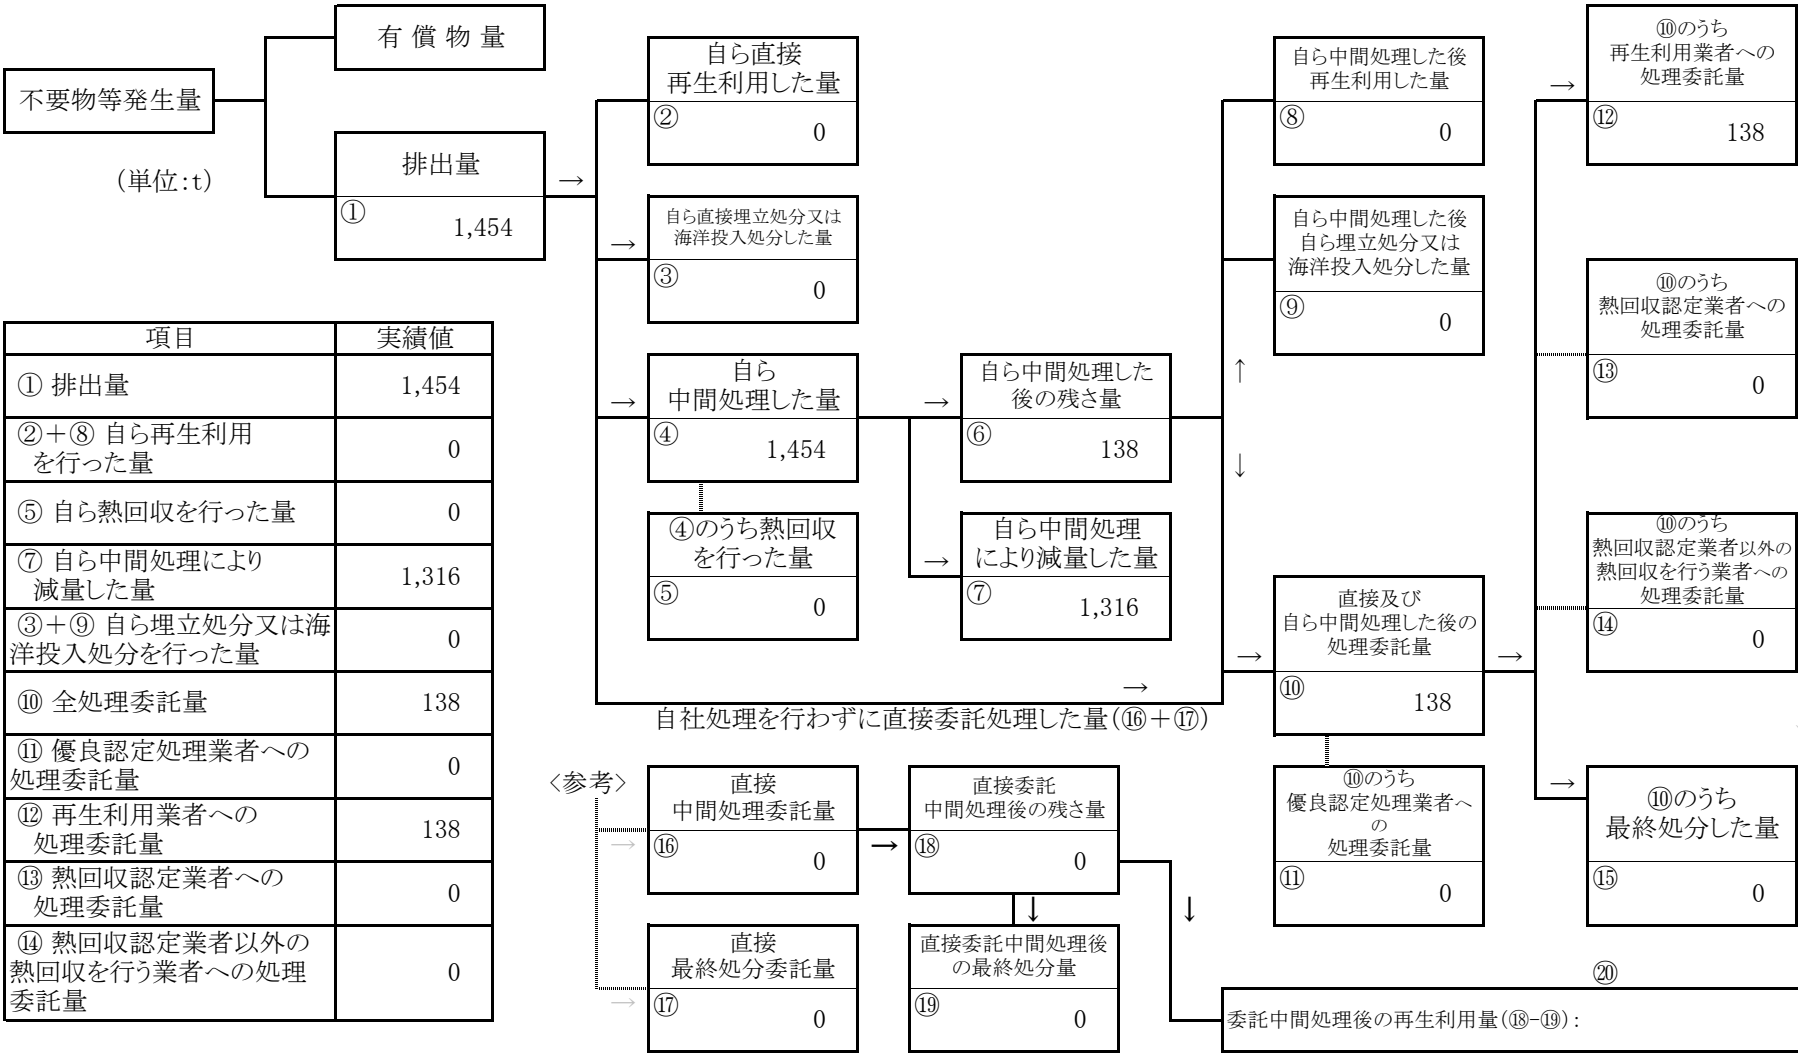 有 償 物 量
不要物等発生量
排出量
(単位:t)
①
1,454
→
自ら直接
再生利用した量
②
0
→
自ら直接埋立処分又は
海洋投入処分した量
③
0
→
自ら
中間処理した量
④
1,454
④のうち熱回収
を行った量
⑤
0
→
自ら中間処理した
後の残さ量
⑥
138
→
自ら中間処理
により減量した量
⑦
1,316
↑
↓
自ら中間処理した後
再生利用した量
⑧
0
自ら中間処理した後
自ら埋立処分又は
海洋投入処分した量
⑨
0
→
直接及び
自ら中間処理した後の
処理委託量
⑩
138
→
自社処理を行わずに直接委託処理した量(⑯+⑰)
⑩のうち
優良認定処理業者へ
の
処理委託量
⑪
0
→
→
⑩のうち
再生利用業者への
処理委託量
⑫
138
⑩のうち
熱回収認定業者への
処理委託量
⑬
0
⑩のうち
熱回収認定業者以外の
熱回収を行う業者への
処理委託量
⑭
0
→
⑩のうち
最終処分した量
⑮
0
項目 実績値
① 排出量 1,454
②+⑧ 自ら再生利用
を行った量 0
⑤ 自ら熱回収を行った量 0
⑦ 自ら中間処理により
減量した量 1,316
③+⑨ 自ら埋立処分又は海
洋投入処分を行った量 0
⑩ 全処理委託量 138
⑪ 優良認定処理業者への
処理委託量 0
⑫ 再生利用業者への
処理委託量 138
⑬ 熱回収認定業者への
処理委託量 0
⑭ 熱回収認定業者以外の
熱回収を行う業者への処理
委託量 0
<参考>
→
直接
中間処理委託量
⑯
0
→
直接委託
中間処理後の残さ量
⑱
0
↓
↓
→
直接
最終処分委託量
⑰
0
直接委託中間処理後
の最終処分量
⑲
0
⑳
委託中間処理後の再生利用量(⑱-⑲):